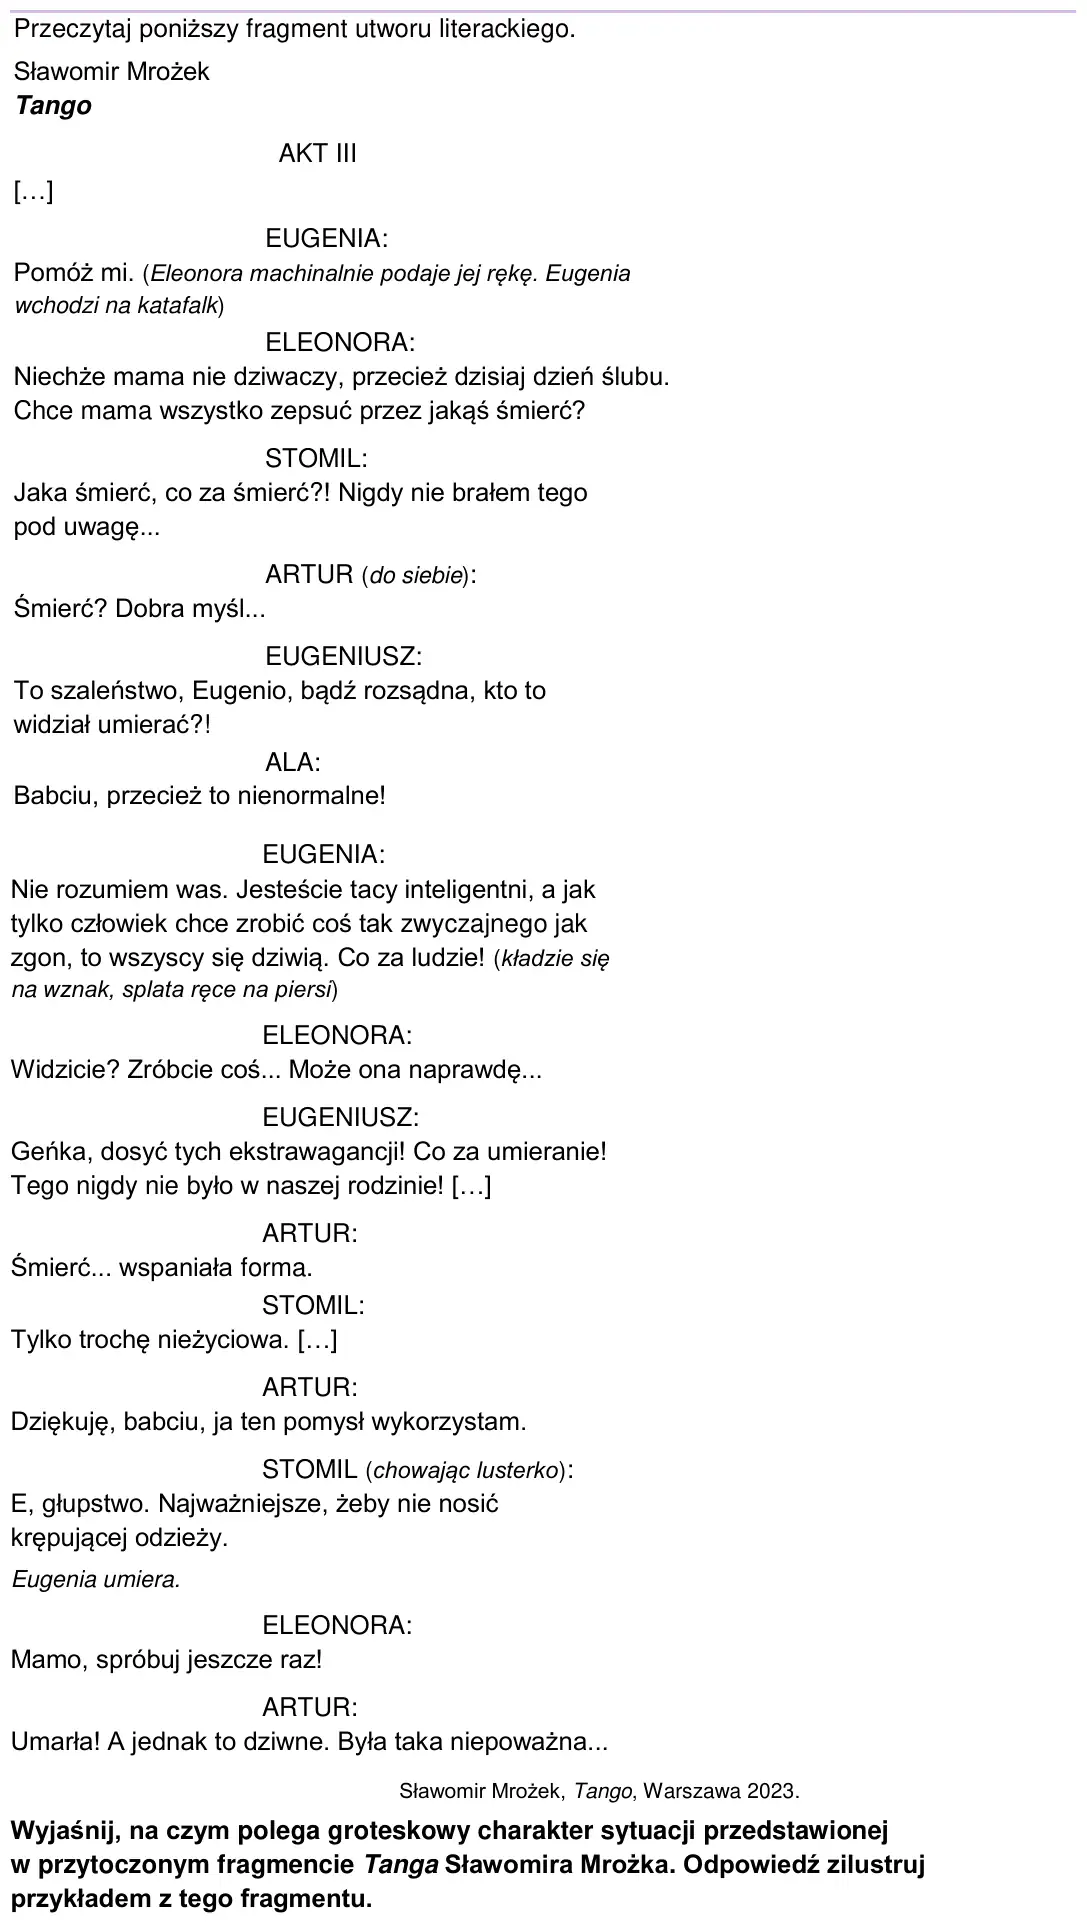 Przeczytaj poniższy fragment utworu literackiego.
Sławomir Mrożek
Tango
AKT III
[…]
EUGENIA:
Pomóż mi. (Eleonora machinalnie podaje jej rękę. Eugenia
wchodzi na katafalk)
ELEONORA:
Niechże mama nie dziwaczy, przecież dzisiaj dzień ślubu.
Chce mama wszystko zepsuć przez jakąś śmierć?
STOMIL:
Jaka śmierć, co za śmierć?! Nigdy nie brałem tego
pod uwagę...
ARTUR (do siebie):
Śmierć? Dobra myśl...
EUGENIUSZ:
To szaleństwo, Eugenio, bądź rozsądna, kto to
widział umierać?!
ALA:
Babciu, przecież to nienormalne!
EUGENIA:
Nie rozumiem was. Jesteście tacy inteligentni, a jak
tylko człowiek chce zrobić coś tak zwyczajnego jak
zgon, to wszyscy się dziwią. Co za ludzie! (kładzie się
na wznak, splata ręce na piersi)
ELEONORA:
Widzicie? Zróbcie coś... Może ona naprawdę...
EUGENIUSZ:
Geńka, dosyć tych ekstrawagancji! Co za umieranie!
Tego nigdy nie było w naszej rodzinie! […]
ARTUR:
Śmierć... wspaniała forma.
STOMIL:
Tylko trochę nieżyciowa. […]
ARTUR:
Dziękuję, babciu, ja ten pomysł wykorzystam.
STOMIL (chowając lusterko):
E, głupstwo. Najważniejsze, żeby nie nosić
krępującej odzieży.
Eugenia umiera.
ELEONORA:
Mamo, spróbuj jeszcze raz!
ARTUR:
Umarła! A jednak to dziwne. Była taka niepoważna...
Sławomir Mrożek, Tango, Warszawa 2023.
Wyjaśnij, na czym polega groteskowy charakter sytuacji przedstawionej
w przytoczonym fragmencie Tanga Sławomira Mrożka. Odpowiedź zilustruj
przykładem z tego fragmentu.